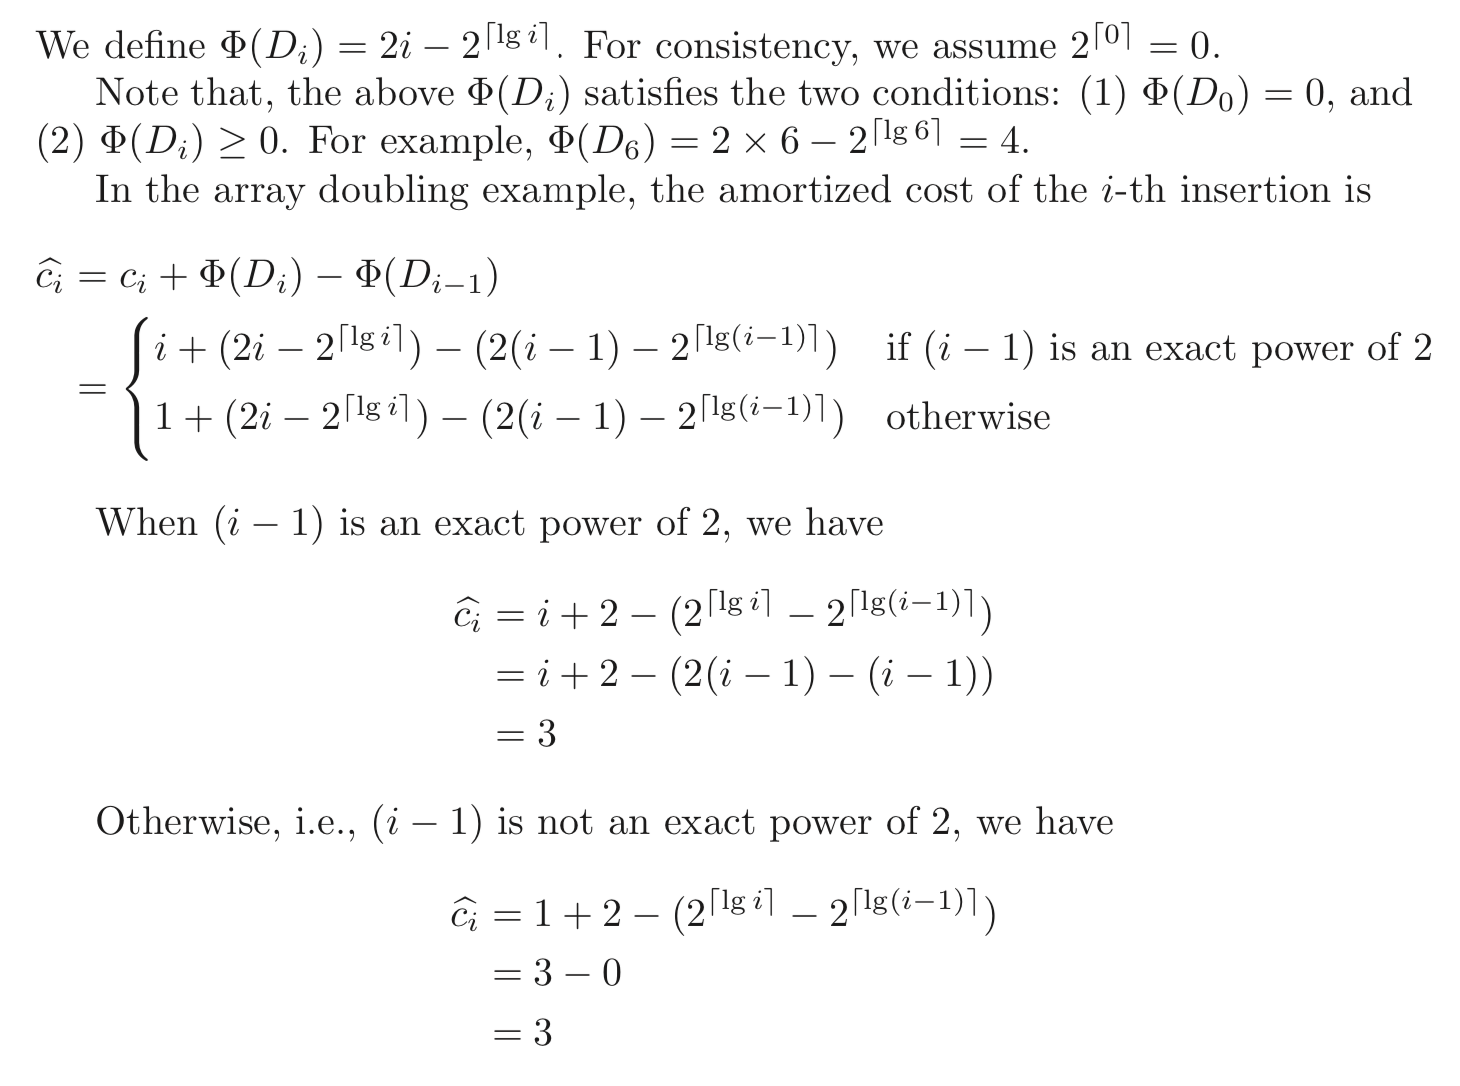 We define Φ(D_i) = 2i − 2^{⌈lg i⌉}. For consistency, we assume 2^{⌈0⌉} = 0.
Note that, the above Φ(D_i) satisfies the two conditions: (1) Φ(D_0) = 0, and
(2) Φ(D_i) ≥ 0. For example, Φ(D_6) = 2 × 6 − 2^{⌈lg 6⌉} = 4.
In the array doubling example, the amortized cost of the i-th insertion is
ĉ_i = c_i + Φ(D_i) − Φ(D_{i−1})
= { i + (2i − 2^{⌈lg i⌉}) − (2(i − 1) − 2^{⌈lg(i−1)⌉}) if (i − 1) is an exact power of 2
1 + (2i − 2^{⌈lg i⌉}) − (2(i − 1) − 2^{⌈lg(i−1)⌉}) otherwise
When (i − 1) is an exact power of 2, we have
ĉ_i = i + 2 − (2^{⌈lg i⌉} − 2^{⌈lg(i−1)⌉})
= i + 2 − (2(i − 1) − (i − 1))
= 3
Otherwise, i.e., (i − 1) is not an exact power of 2, we have
ĉ_i = 1 + 2 − (2^{⌈lg i⌉} − 2^{⌈lg(i−1)⌉})
= 3 − 0
= 3